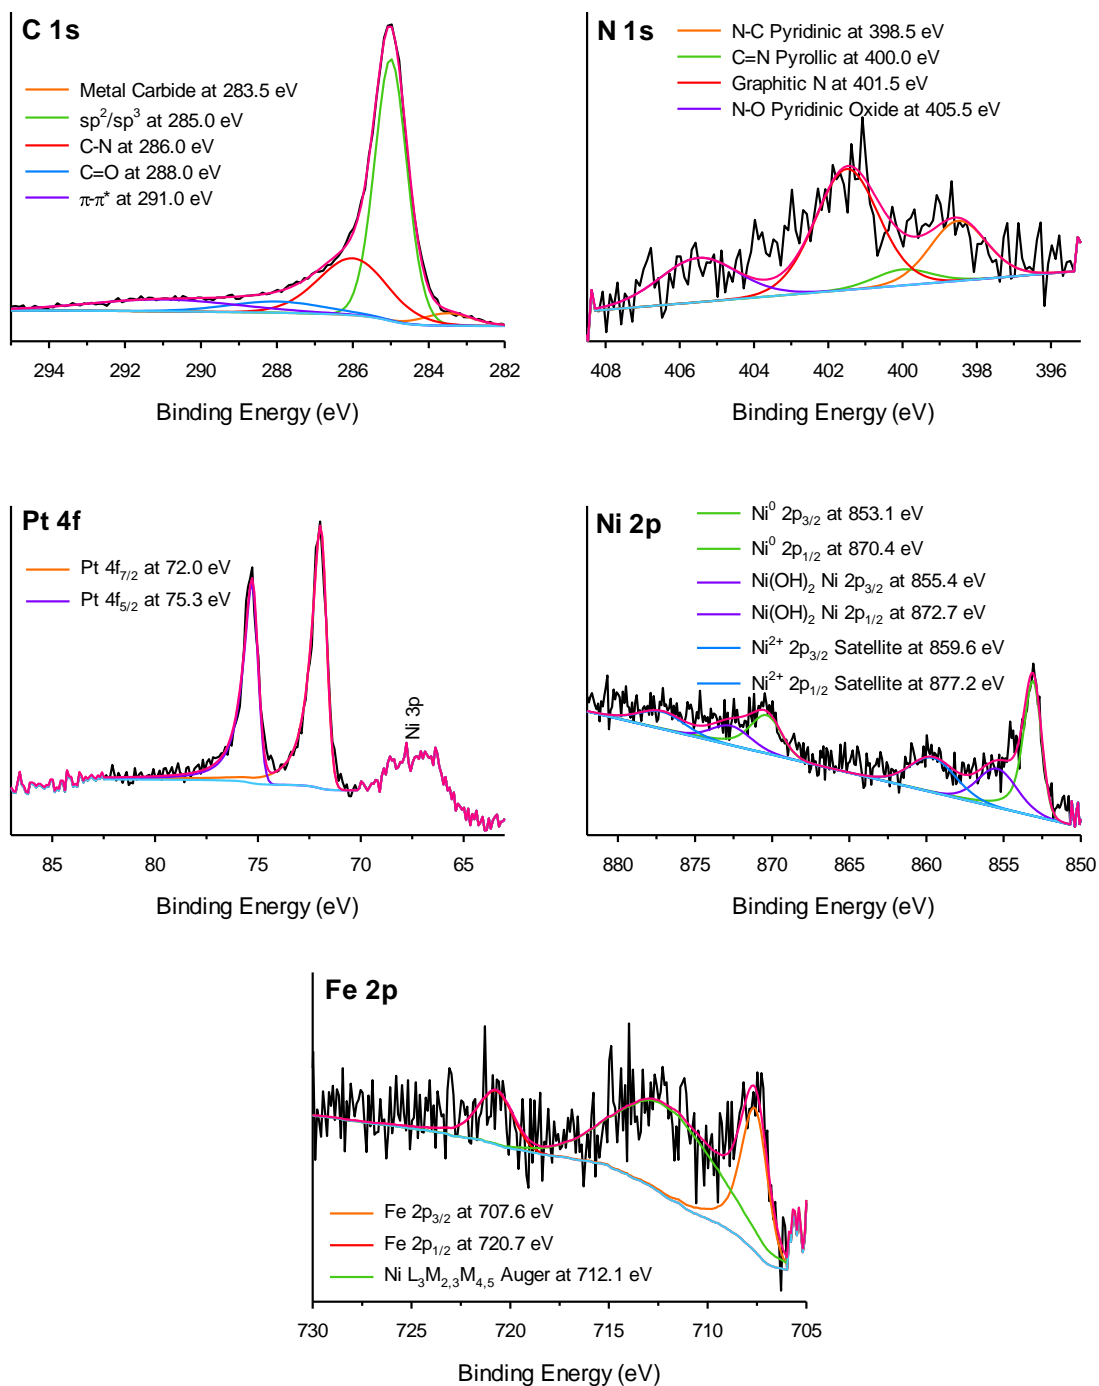 C 1s
Metal Carbide at 283.5 eV
sp²/sp³ at 285.0 eV
C-N at 286.0 eV
C=O at 288.0 eV
π-π* at 291.0 eV
294 292 290 288 286 284 282
Binding Energy (eV)
N 1s
N-C Pyridinic at 398.5 eV
C=N Pyrollic at 400.0 eV
Graphitic N at 401.5 eV
N-O Pyridinic Oxide at 405.5 eV
408 406 404 402 400 398 396
Binding Energy (eV)
Pt 4f
Pt 4f7/2 at 72.0 eV
Pt 4f5/2 at 75.3 eV
Ni 3p
85 80 75 70 65
Binding Energy (eV)
Ni 2p
Ni⁰ 2p3/2 at 853.1 eV
Ni⁰ 2p1/2 at 870.4 eV
Ni(OH)2 Ni 2p3/2 at 855.4 eV
Ni(OH)2 Ni 2p1/2 at 872.7 eV
Ni²⁺ 2p3/2 Satellite at 859.6 eV
Ni²⁺ 2p1/2 Satellite at 877.2 eV
880 875 870 865 860 855 850
Binding Energy (eV)
Fe 2p
Fe 2p3/2 at 707.6 eV
Fe 2p1/2 at 720.7 eV
Ni L3M2,3M4,5 Auger at 712.1 eV
730 725 720 715 710 705
Binding Energy (eV)